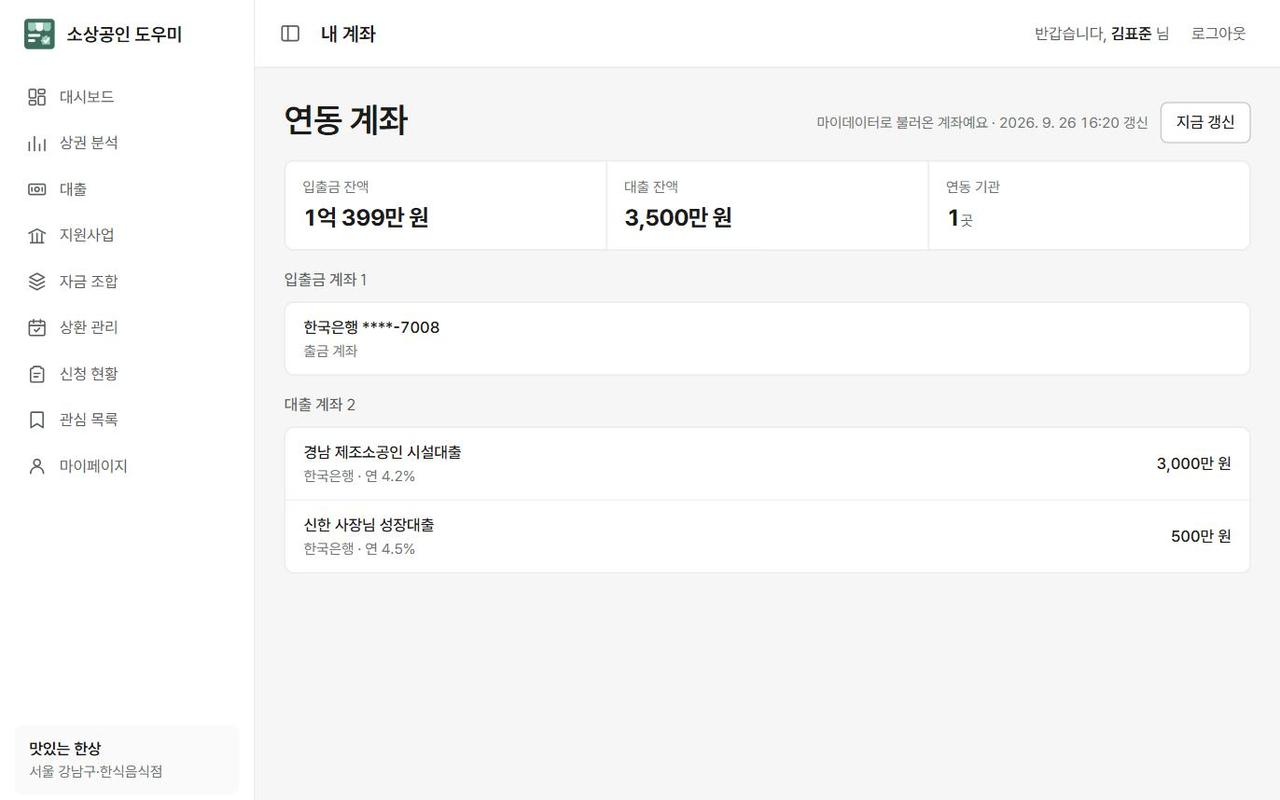 소상공인 도우미
대시보드
상권 분석
대출
지원사업
자금 조합
상환 관리
신청 현황
관심 목록
마이페이지
맛있는 한상
서울 강남구·한식음식점
내 계좌
반갑습니다, 김표준 님
로그아웃
연동 계좌
마이데이터로 불러온 계좌예요 · 2026. 9. 26 16:20 갱신
지금 갱신
입출금 잔액
1억 399만 원
대출 잔액
3,500만 원
연동 기관
1곳
입출금 계좌 1
한국은행 ****-7008
출금 계좌
대출 계좌 2
경남 제조소공인 시설대출
한국은행 · 연 4.2%
3,000만 원
신한 사장님 성장대출
한국은행 · 연 4.5%
500만 원